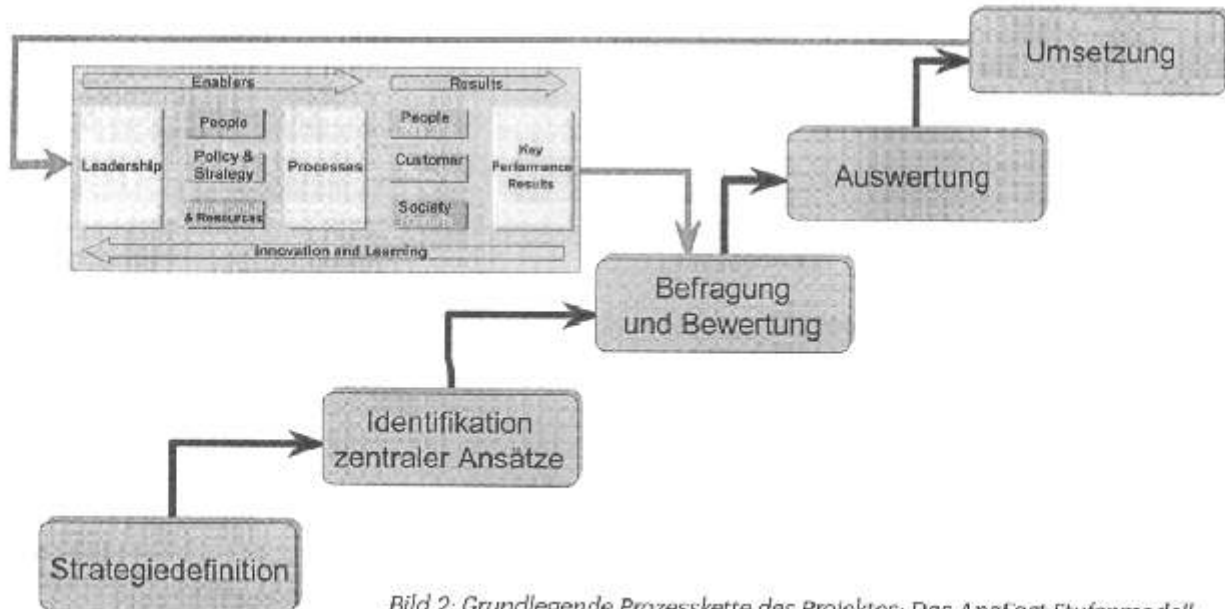 Umsetzung
Enablers
Results
Leadership
People
Policy &
Strategy
& Resources
Processes
People
Customer
Society
Key
Performance
Results
Innovation and Learning
Auswertung
Befragung
und Bewertung
Identifikation
zentraler Ansätze
Strategiedefinition
Bild 2: Grundlegende Prozesskette des Projektes: Das